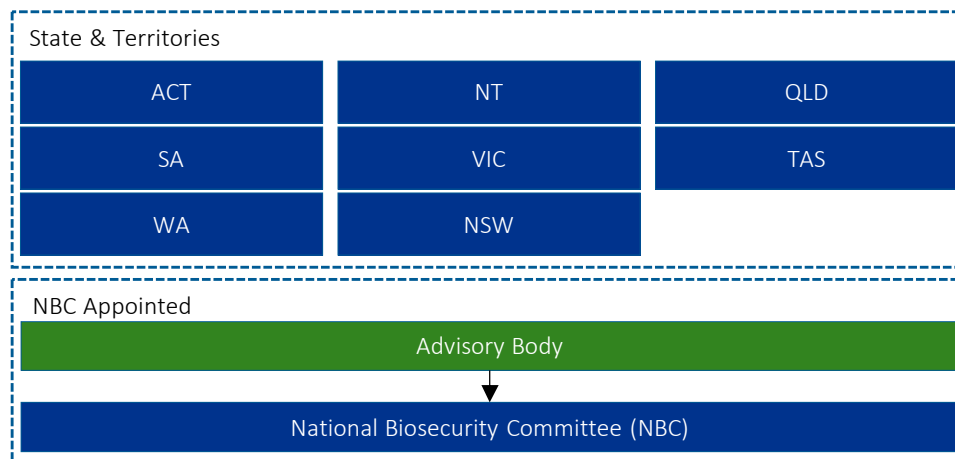 State & Territories
ACT
NT
QLD
SA
VIC
TAS
WA
NSW
NBC Appointed
Advisory Body
National Biosecurity Committee (NBC)